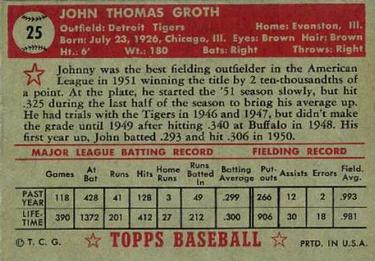 25
JOHN THOMAS GROTH
Outfield: Detroit Tigers Home: Evanston, Ill.
Born: July 23, 1926, Chicago, Ill. Eyes: Brown Hair: Brown
Ht.: 6' Wt.: 180 Bats: Right Throws: Right
Johnny was the best fielding outfielder in the American
League in 1951 winning the title by 2 ten-thousandths of
a point. At the plate, he started the '51 season slowly, but hit
.325 during the last half of the season to bring his average up.
He had trials with the Tigers in 1946 and 1947, but didn't make
the grade until 1949 after hitting .340 at Buffalo in 1948. His
first year up, John batted .293 and hit .306 in 1950.
MAJOR LEAGUE BATTING RECORD FIELDING RECORD
Games At Bat Runs Hits Home Runs Runs Batted In Batting Average Put-outs Assists Errors Field. Avg.
PAST YEAR 118 428 41 128 3 49 .299 266 12 2 .993
LIFE-TIME 390 1372 201 412 27 201 .300 906 30 18 .981
© T. C. G. TOPPS BASEBALL PRTD. IN U.S.A.